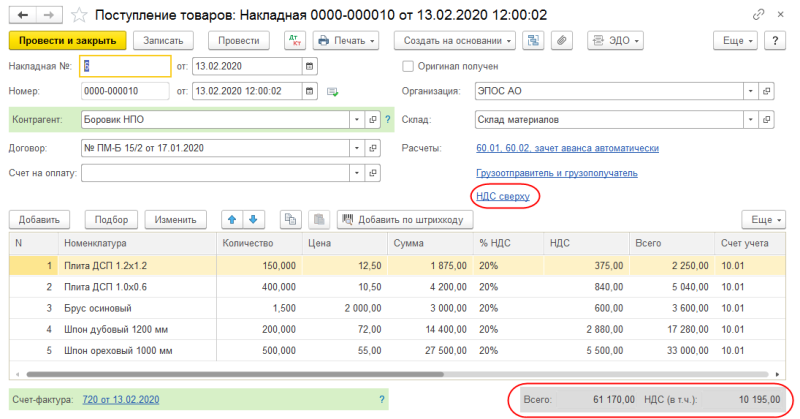 Поступление товаров: Накладная 0000-000010 от 13.02.2020 12:00:02
Провести и закрыть Записать Провести Дт Кт Печать Создать на основании ЭДО Еще ?
Накладная №: 6 от: 13.02.2020 Оригинал получен
Номер: 0000-000010 от: 13.02.2020 12:00:02 Организация: ЭПОС АО
Контрагент: Боровик НПО ? Склад: Склад материалов
Договор: № ПМ-Б 15/2 от 17.01.2020 Расчеты: 60.01, 60.02, зачет аванса автоматически
Счет на оплату: Грузоотправитель и грузополучатель
НДС сверху
Добавить Подбор Изменить Добавить по штрихкоду Еще
N Номенклатура Количество Цена Сумма % НДС НДС Всего Счет учета
1 Плита ДСП 1.2x1.2 150,000 12,50 1 875,00 20% 375,00 2 250,00 10.01
2 Плита ДСП 1.0x0.6 400,000 10,50 4 200,00 20% 840,00 5 040,00 10.01
3 Брус осиновый 1,500 2 000,00 3 000,00 20% 600,00 3 600,00 10.01
4 Шпон дубовый 1200 мм 200,000 72,00 14 400,00 20% 2 880,00 17 280,00 10.01
5 Шпон ореховый 1000 мм 500,000 55,00 27 500,00 20% 5 500,00 33 000,00 10.01
Счет-фактура: 720 от 13.02.2020 ? Всего: 61 170,00 НДС (в т.ч.): 10 195,00